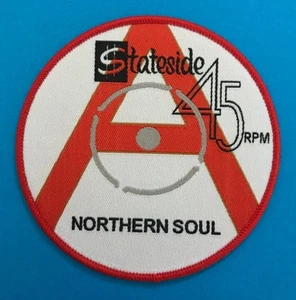 Stateside
45
RPM
A
NORTHERN SOUL